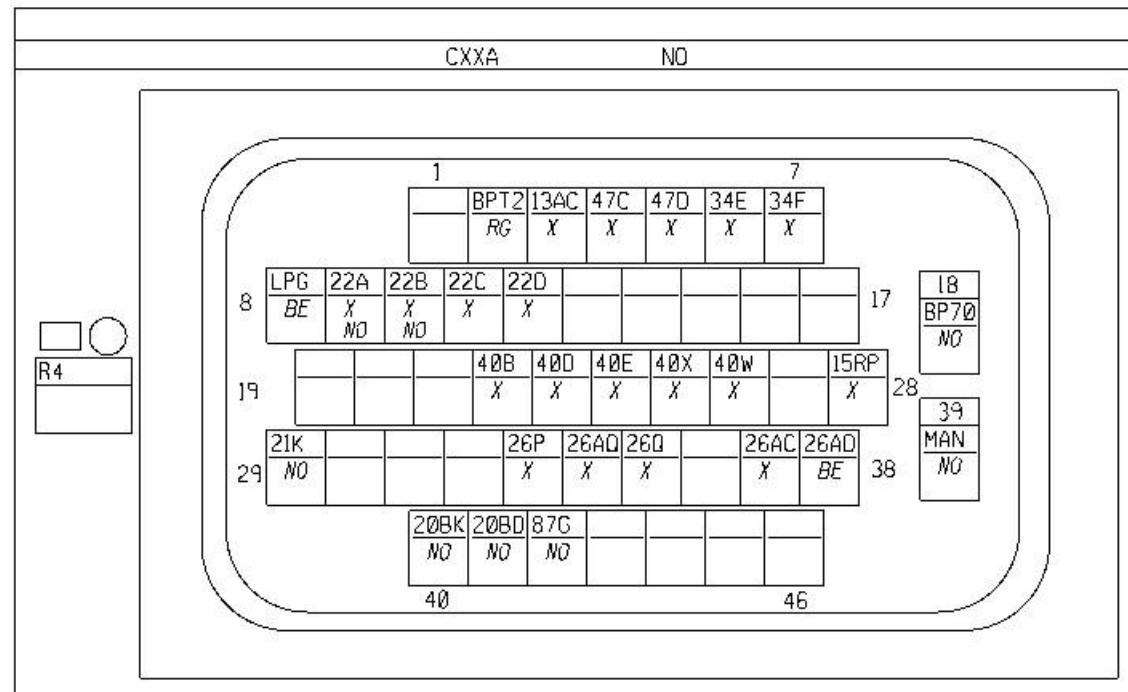 CXXA NO
1 7
BPT2 13AC 47C 47D 34E 34F
RG X X X X X
8 LPG 22A 22B 22C 22D 17
BE X X X X
NO NO
18
BP70
NO
R4
19 40B 40D 40E 40X 40W 15RP 28
X X X X X X
39
MAN
NO
29 21K 26P 26AQ 26Q 26AC 26AD 38
NO X X X X BE
20BK 20BD 87G
NO NO NO
40 46